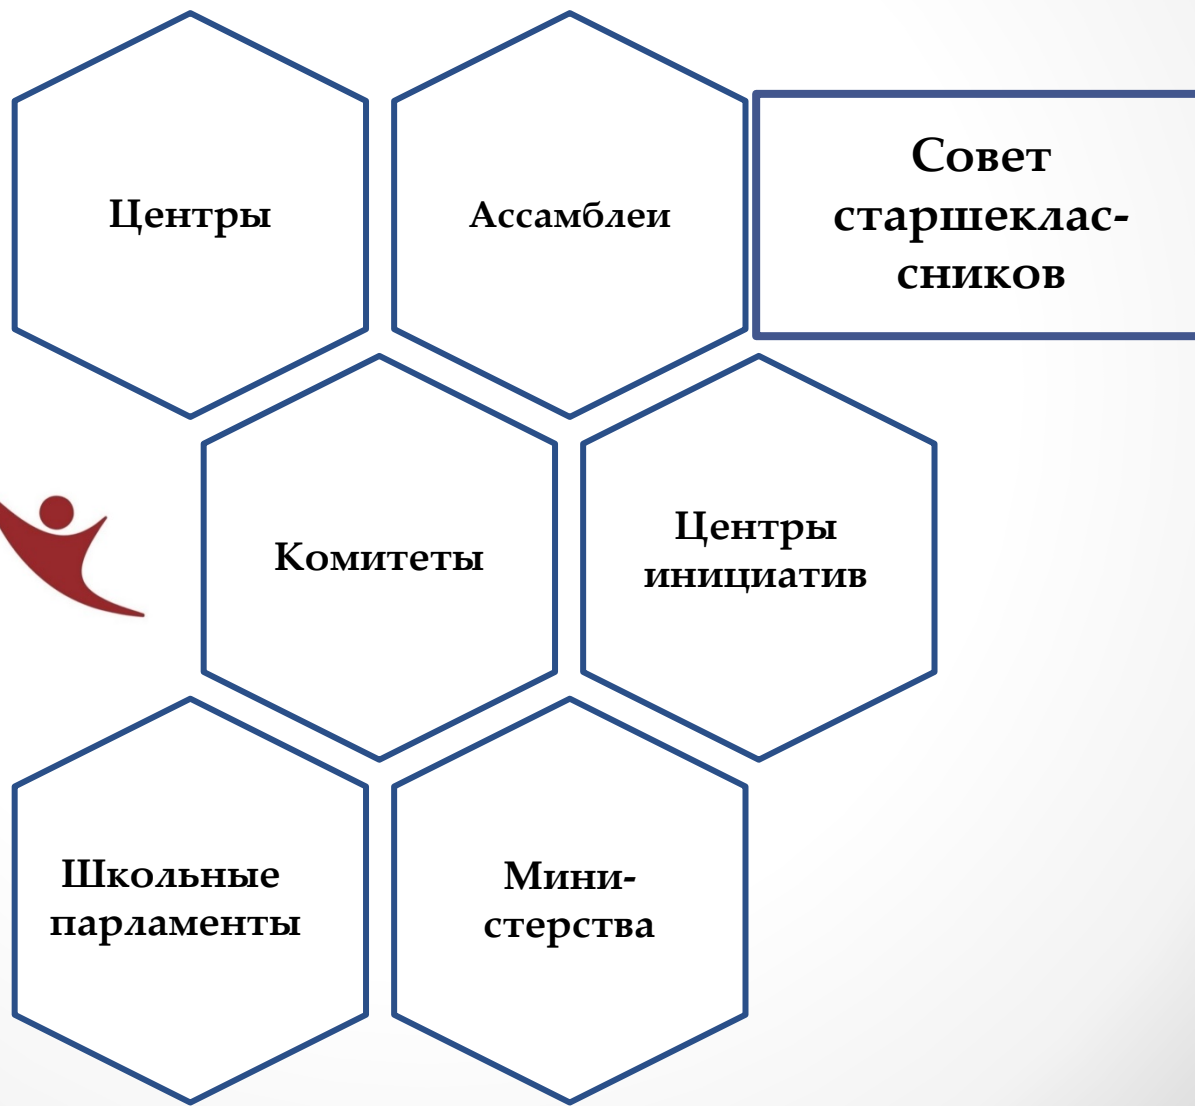 Центры
Ассамблеи
Совет
старшеклас-
сников
Комитеты
Центры
инициатив
Школьные
парламенты
Мини-
стерства